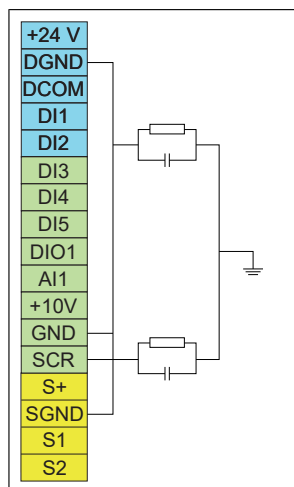 +24 V
DGND
DCOM
DI1
DI2
DI3
DI4
DI5
DIO1
AI1
+10V
GND
SCR
S+
SGND
S1
S2